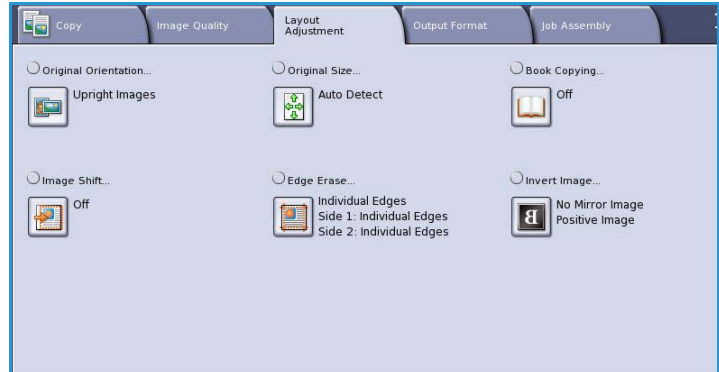 Copy
Image Quality
Layout
Adjustment
Output Format
Job Assembly
Original Orientation...
Upright Images
Original Size...
Auto Detect
Book Copying...
Off
Image Shift...
Off
Edge Erase...
Individual Edges
Side 1: Individual Edges
Side 2: Individual Edges
Invert Image...
No Mirror Image
Positive Image